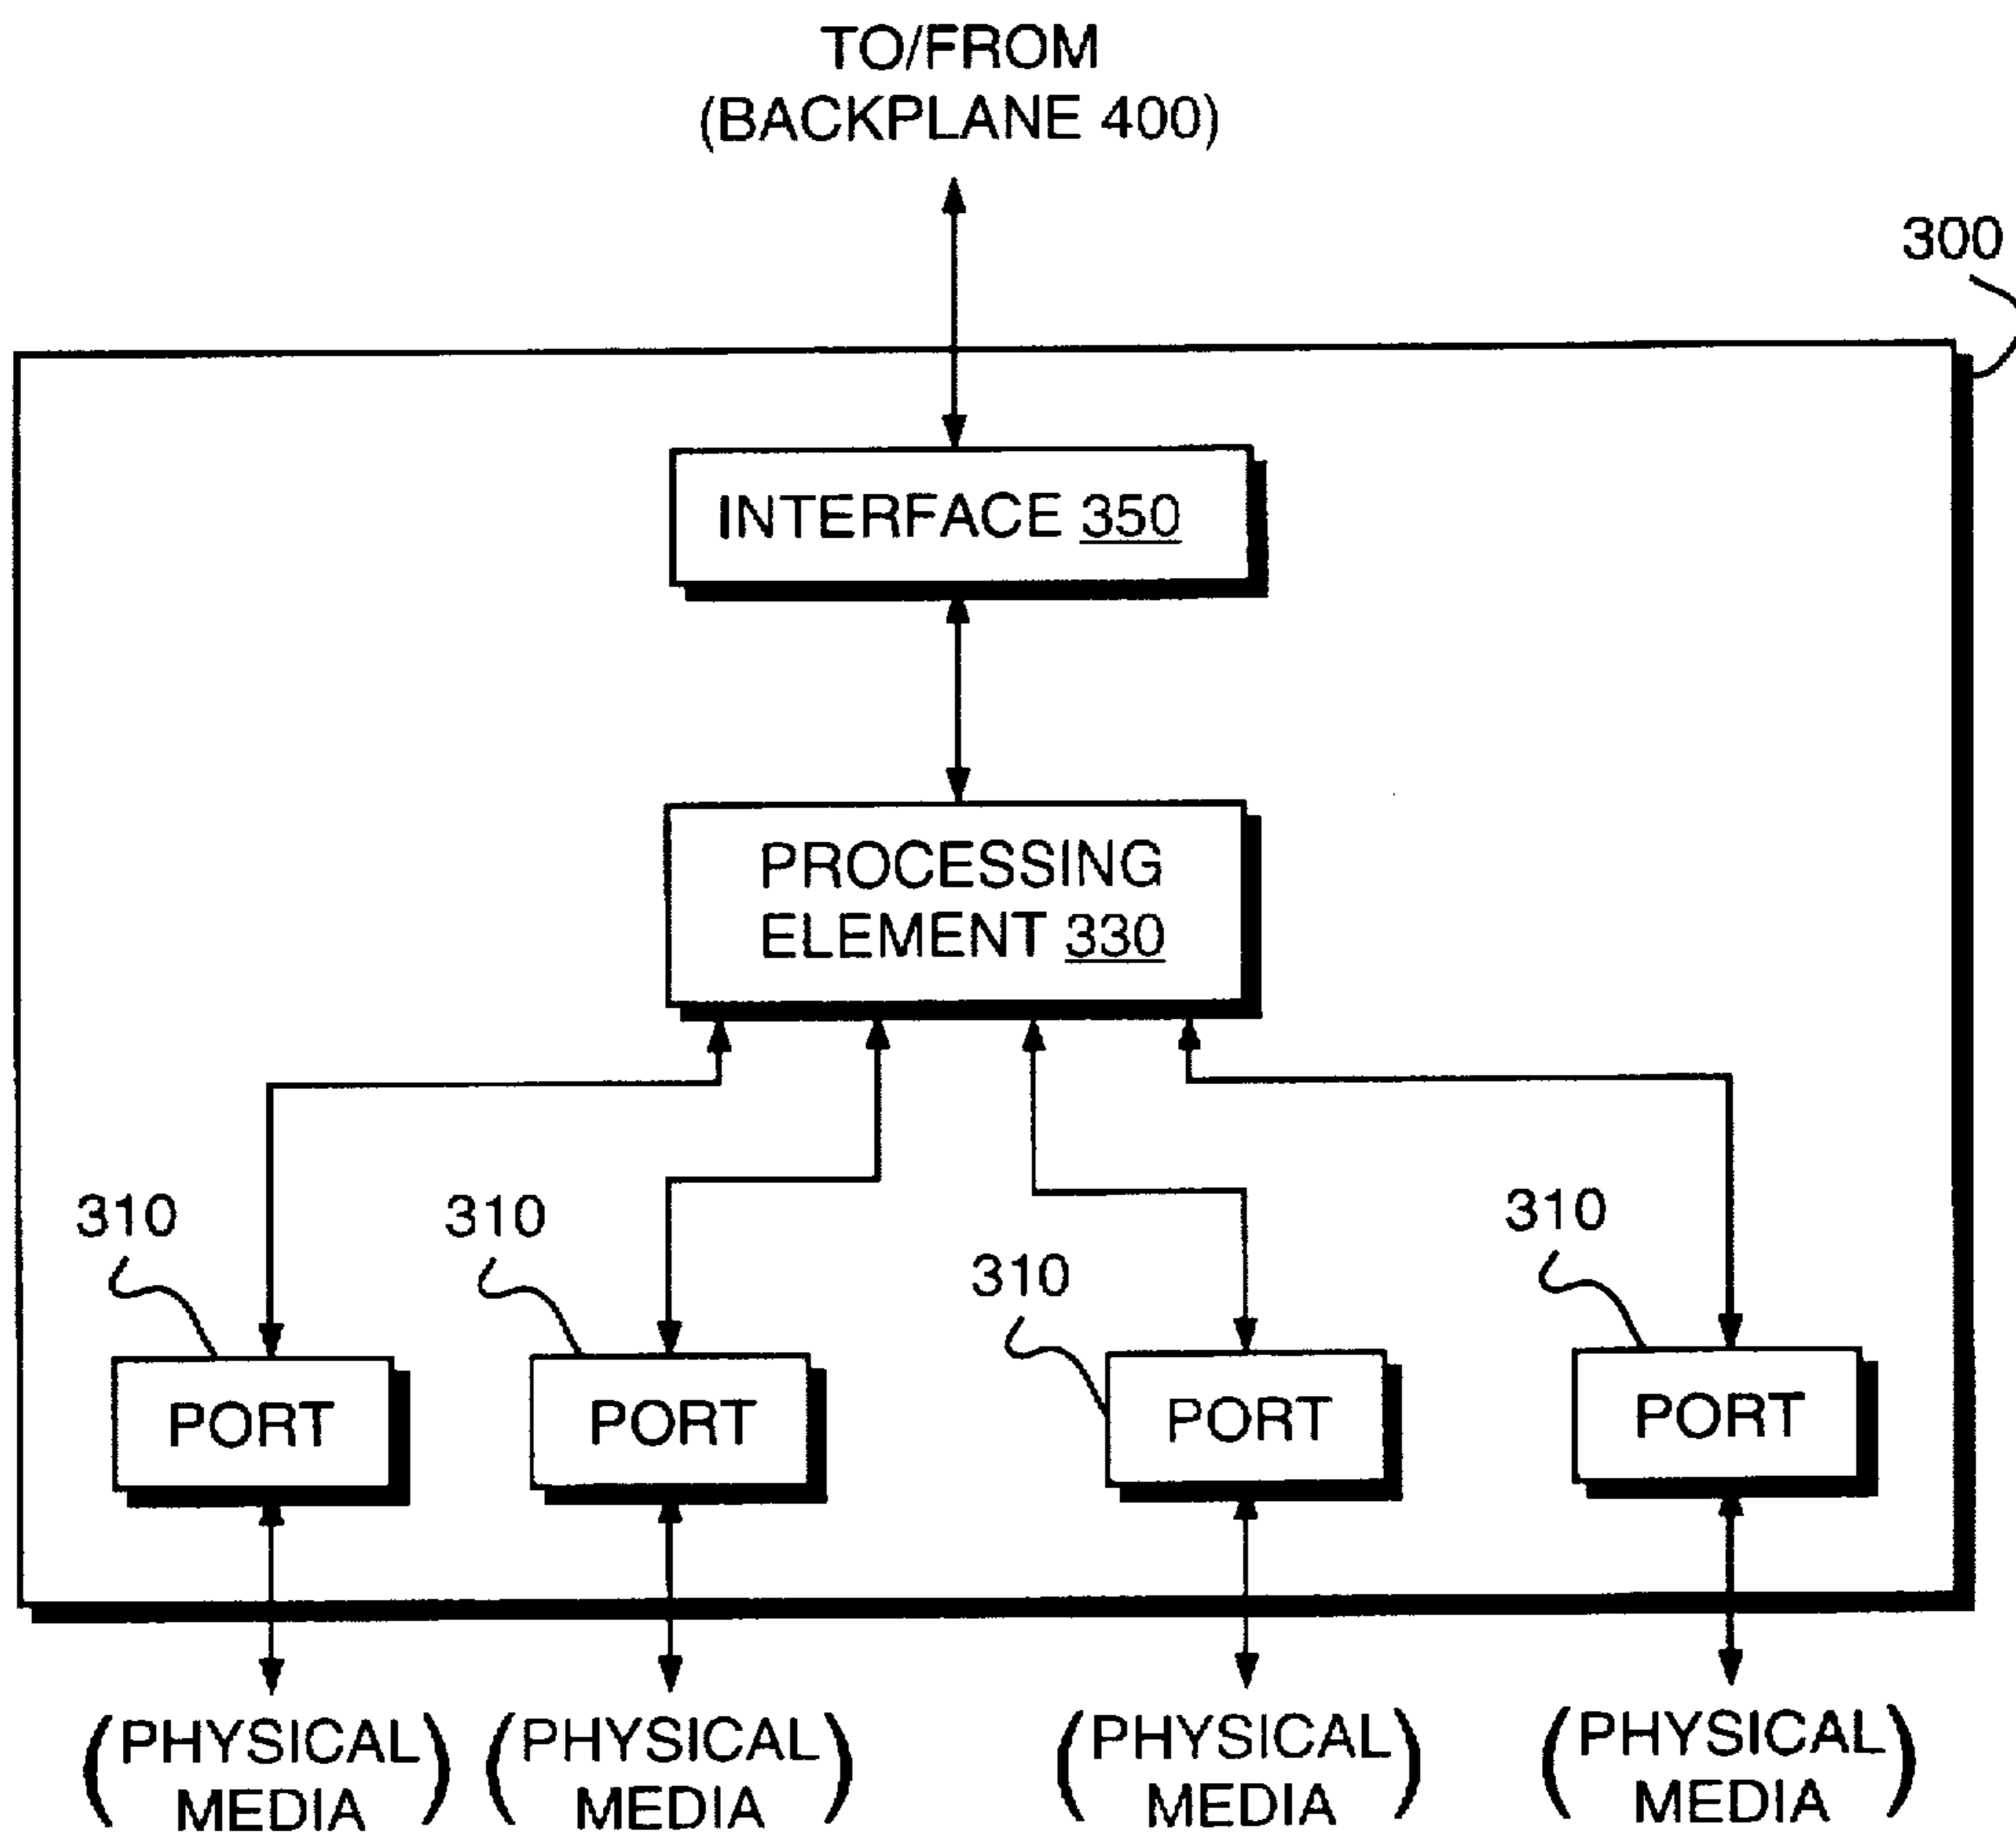 TO/FROM
(BACKPLANE 400)
300
INTERFACE 350
PROCESSING
ELEMENT 330
310
310
310
310
PORT
PORT
PORT
PORT
(PHYSICAL
MEDIA)
(PHYSICAL
MEDIA)
(PHYSICAL
MEDIA)
(PHYSICAL
MEDIA)